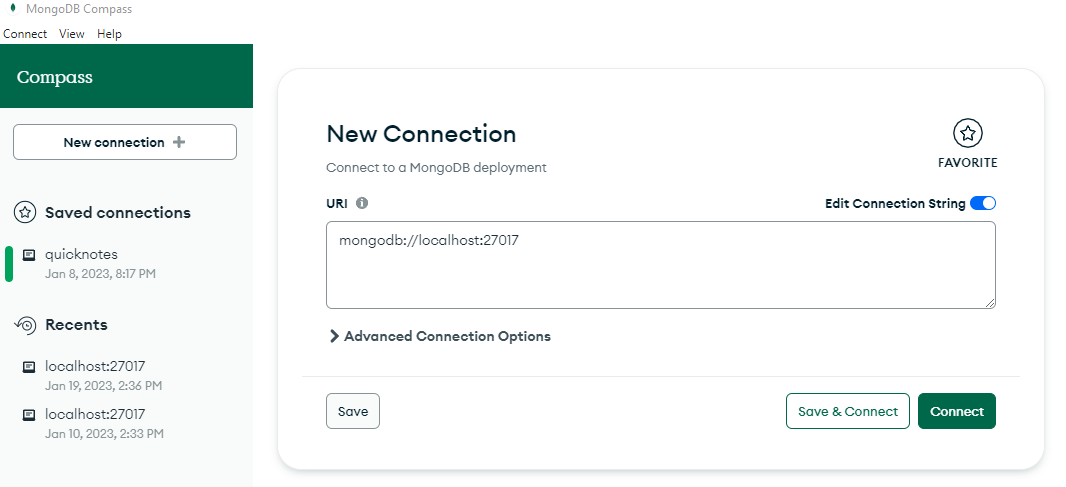 MongoDB Compass
Connect View Help
Compass
New connection
Saved connections
quicknotes
Jan 8, 2023, 8:17 PM
Recents
localhost:27017
Jan 19, 2023, 2:36 PM
localhost:27017
Jan 10, 2023, 2:33 PM
New Connection
FAVORITE
Connect to a MongoDB deployment
URI
Edit Connection String
mongodb://localhost:27017
Advanced Connection Options
Save
Save & Connect
Connect